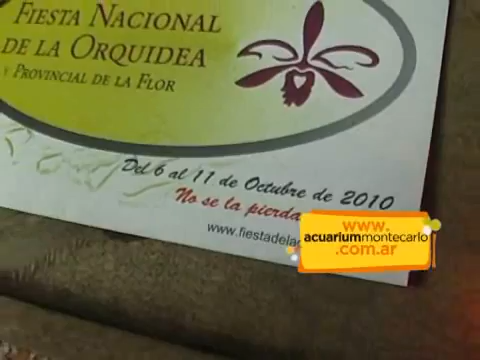 Fiesta Nacional
de la Orquidea
y Provincial de la Flor
Del 6 al 11 de Octubre de 2010
No se la pierda
www.
acuariummontecarlo
.com.ar